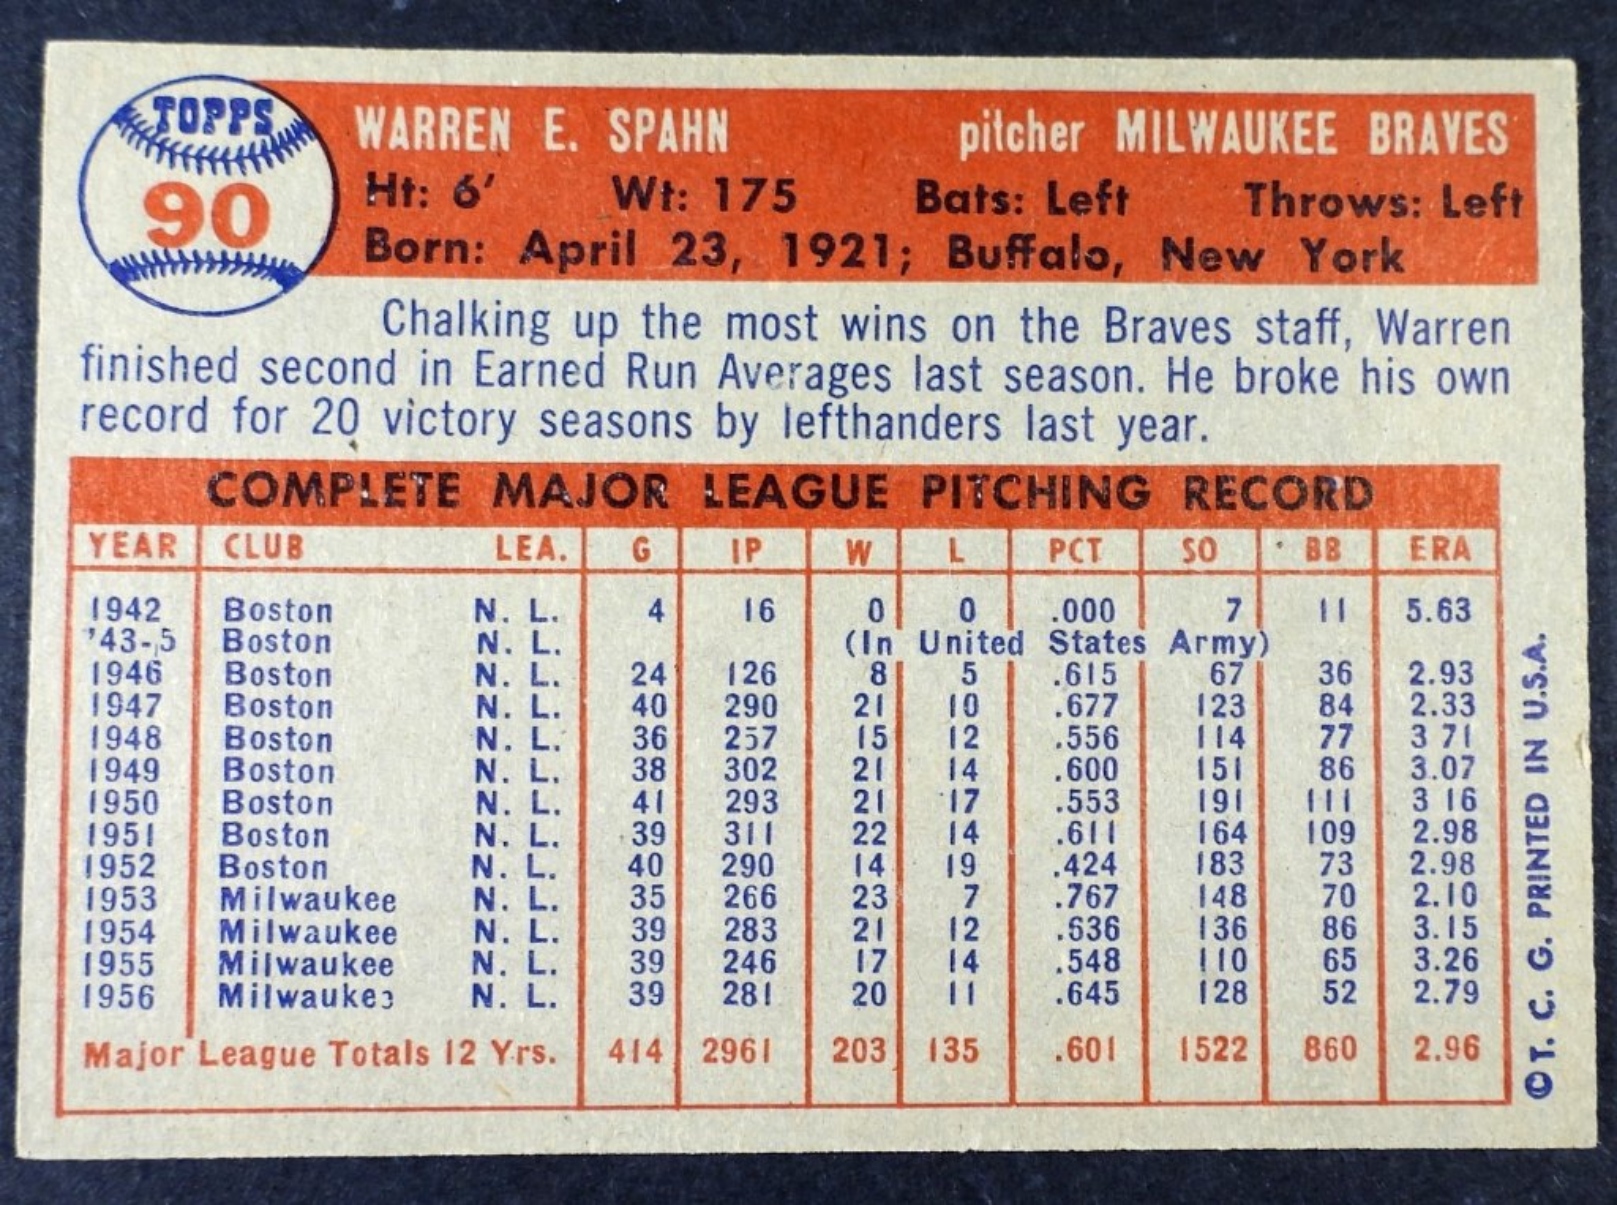 TOPPS
90
WARREN E. SPAHN pitcher MILWAUKEE BRAVES
Ht: 6' Wt: 175 Bats: Left Throws: Left
Born: April 23, 1921; Buffalo, New York
Chalking up the most wins on the Braves staff, Warren
finished second in Earned Run Averages last season. He broke his own
record for 20 victory seasons by lefthanders last year.
COMPLETE MAJOR LEAGUE PITCHING RECORD
YEAR CLUB LEA. G IP W L PCT SO BB ERA
1942 Boston N. L. 4 16 0 0 .000 7 11 5.63
'43-5 Boston N. L. (In United States Army)
1946 Boston N. L. 24 126 8 5 .615 67 36 2.93
1947 Boston N. L. 40 290 21 10 .677 123 84 2.33
1948 Boston N. L. 36 257 15 12 .556 114 77 3 71
1949 Boston N. L. 38 302 21 14 .600 151 86 3.07
1950 Boston N. L. 41 293 21 17 .553 191 111 3 16
1951 Boston N. L. 39 311 22 14 .611 164 109 2.98
1952 Boston N. L. 40 290 14 19 .424 183 73 2.98
1953 Milwaukee N. L. 35 266 23 7 .767 148 70 2.10
1954 Milwaukee N. L. 39 283 21 12 .636 136 86 3.15
1955 Milwaukee N. L. 39 246 17 14 .548 110 65 3.26
1956 Milwaukee N. L. 39 281 20 11 .645 128 52 2.79
Major League Totals 12 Yrs. 414 2961 203 135 .601 1522 860 2.96
© T. C. G. PRINTED IN U.S.A.